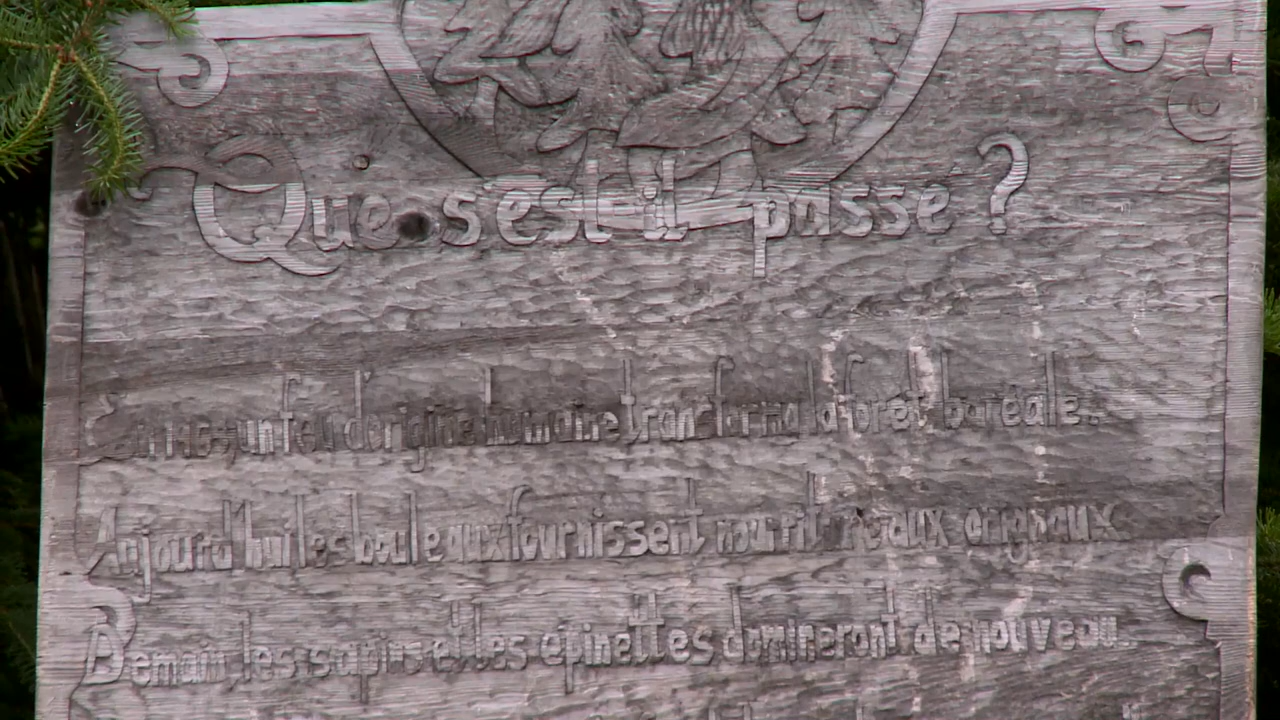 Que s'est-il passé ?
un feu d'origine humaine transforma la forêt boréale.
Aujourd'hui les bouleaux fournissent nourriture aux orignaux.
Demain les sapins et les épinettes domineront de nouveau.